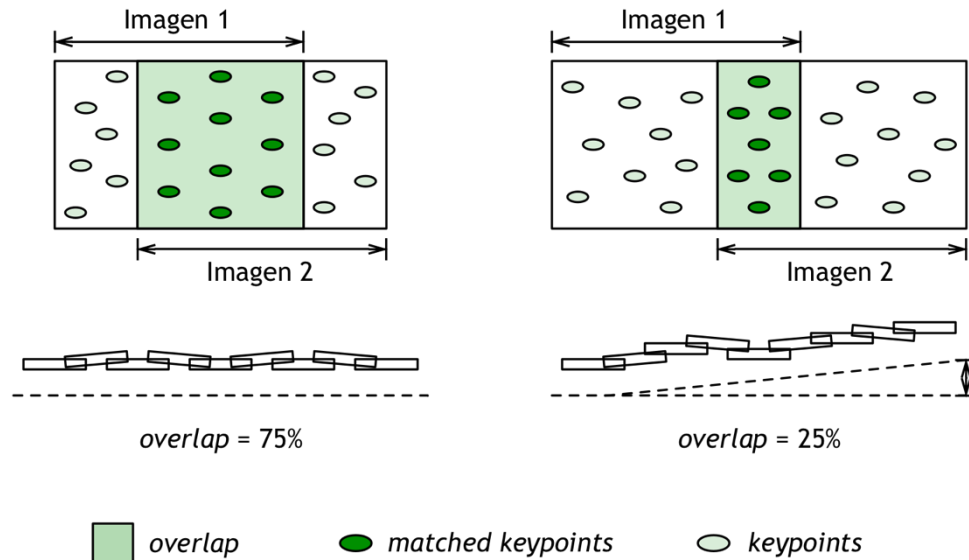 Imagen 1
Imagen 1
Imagen 2
Imagen 2
overlap = 75%
overlap = 25%
overlap
matched keypoints
keypoints